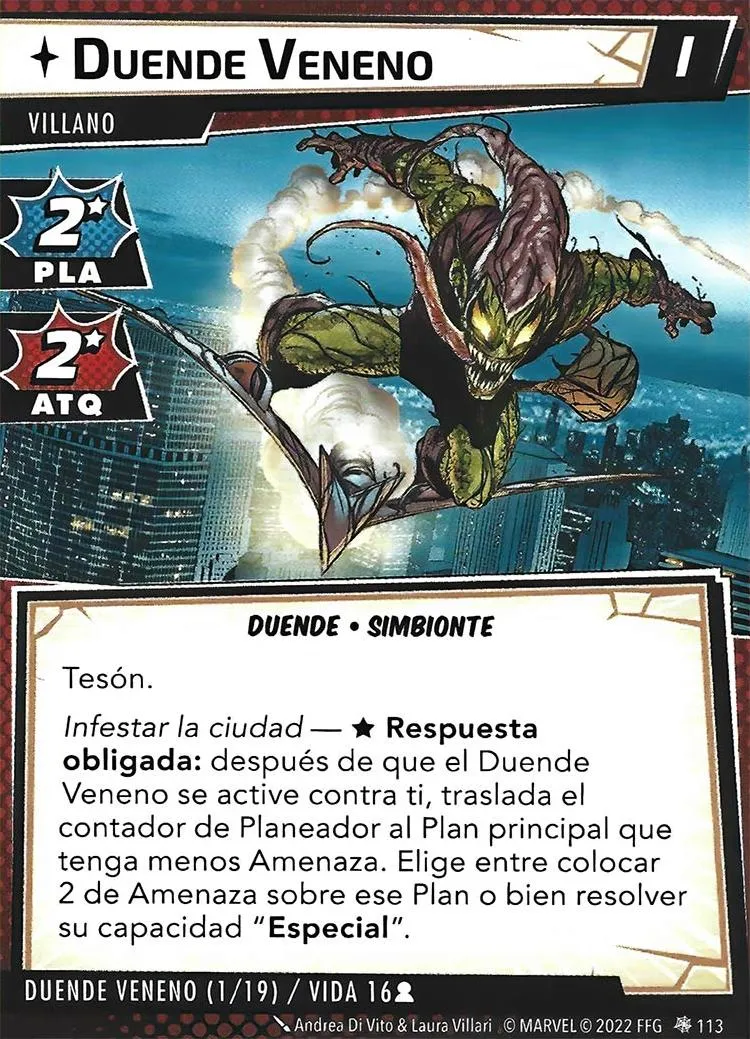 DUENDE VENENO
I
VILLANO
2★
PLA
2★
ATQ
DUENDE • SIMBIONTE
Tesón.
Infestar la ciudad — ★ Respuesta
obligada: después de que el Duende
Veneno se active contra ti, traslada el
contador de Planeador al Plan principal que
tenga menos Amenaza. Elige entre colocar
2 de Amenaza sobre ese Plan o bien resolver
su capacidad “Especial”.
DUENDE VENENO (1/19) / VIDA 16
Andrea Di Vito & Laura Villari © MARVEL © 2022 FFG 113